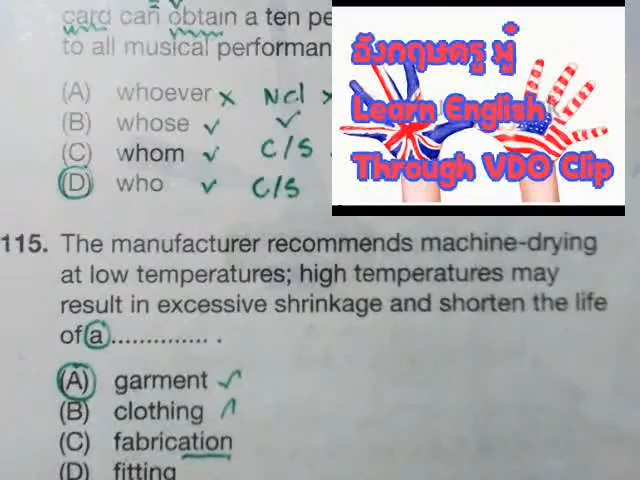 card can obtain a ten pe
to all musical performan
(A) whoever x Ncl x
(B) whose ✓ ✓
(C) whom ✓ C/S
(D) who ✓ C/S
อังกฤษครู พู่
Learn English
Through VDO Clip
115. The manufacturer recommends machine-drying
at low temperatures; high temperatures may
result in excessive shrinkage and shorten the life
of a .............. .
(A) garment ✓
(B) clothing
(C) fabrication
(D) fitting